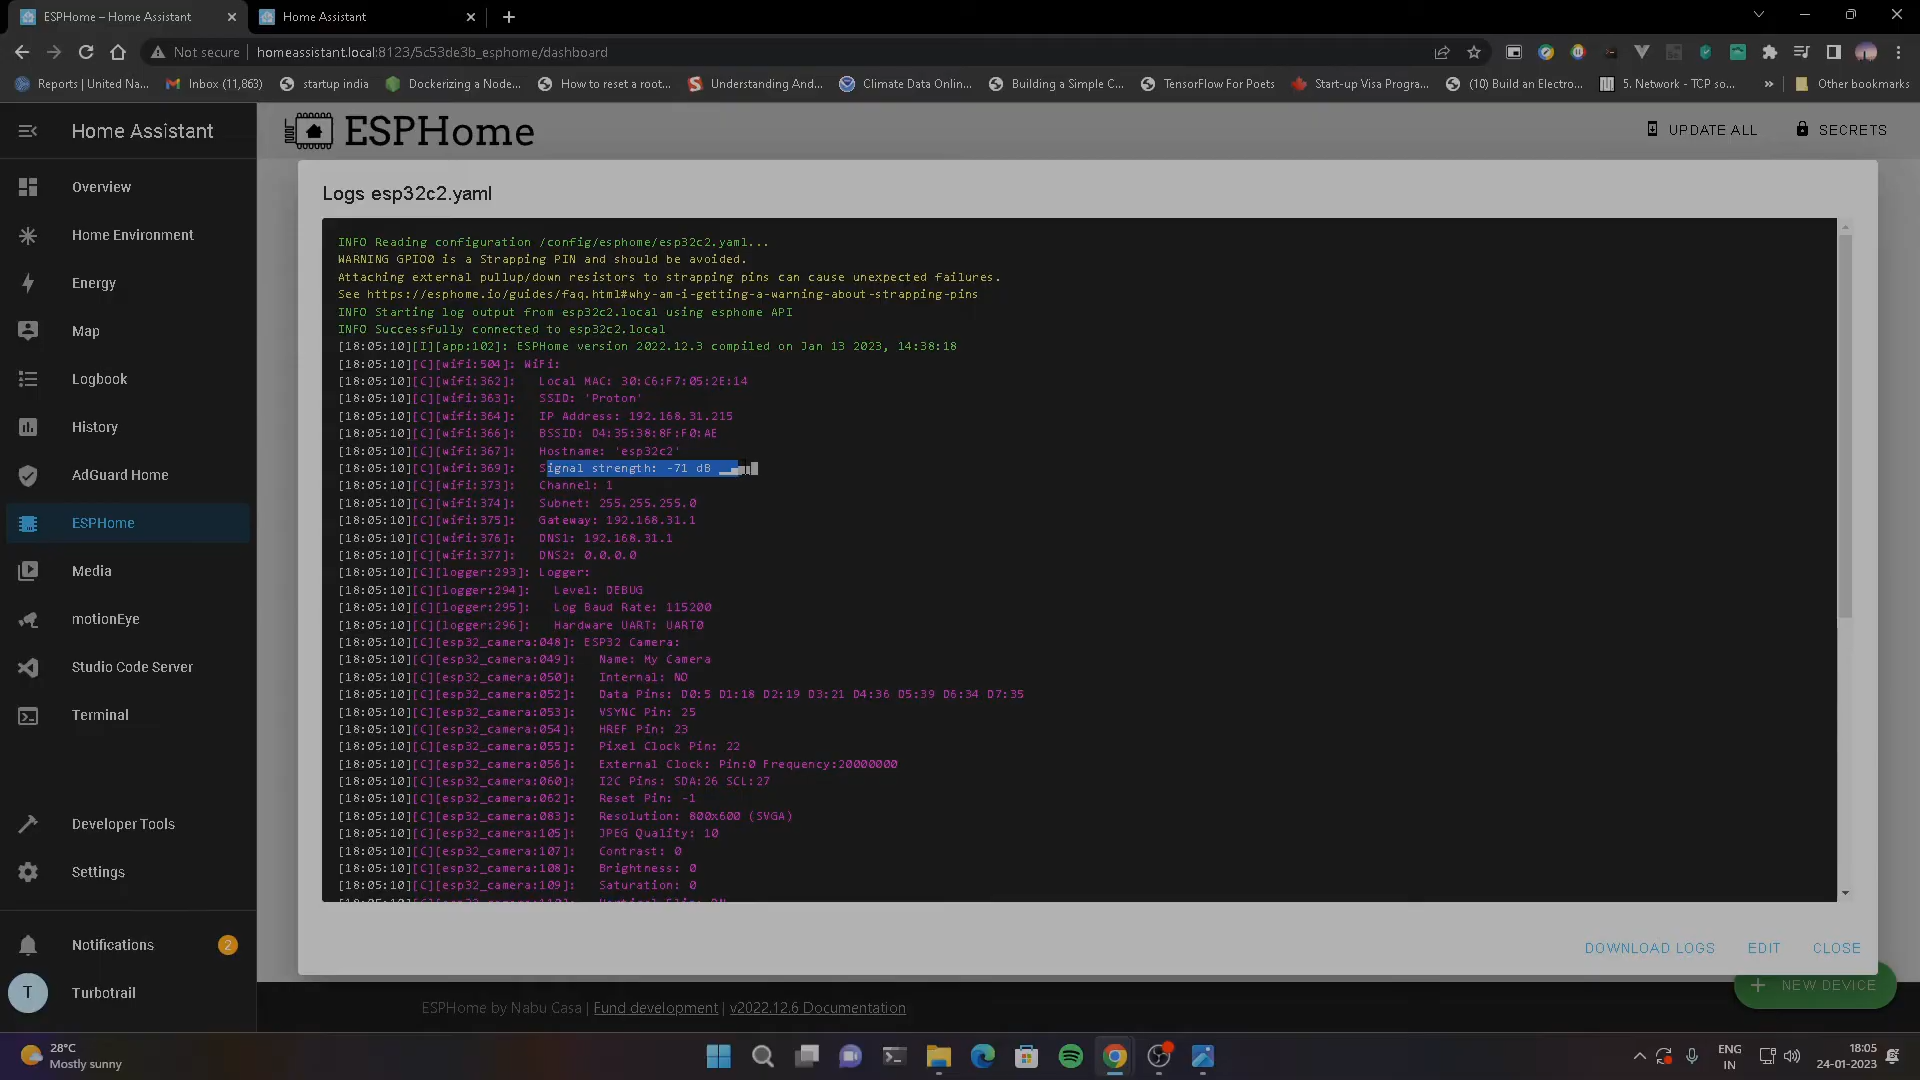 ESPHome – Home Assistant
Home Assistant
Not secure
homeassistant.local:8123/5c53de3b_esphome/dashboard
Reports | United Na...
Inbox (11,863)
startup india
Dockerizing a Node...
How to reset a root...
Understanding And...
Climate Data Onlin...
Building a Simple C...
TensorFlow For Poets
Start-up Visa Progra...
(10) Build an Electro...
5. Network - TCP so...
»
Other bookmarks
Home Assistant
ESPHome
UPDATE ALL
SECRETS
Overview
Home Environment
Energy
Map
Logbook
History
AdGuard Home
ESPHome
Media
motionEye
Studio Code Server
Terminal
Developer Tools
Settings
Notifications
2
T
Turbotrail
Logs esp32c2.yaml
INFO Reading configuration /config/esphome/esp32c2.yaml...
WARNING GPIO0 is a Strapping PIN and should be avoided.
Attaching external pullup/down resistors to strapping pins can cause unexpected failures.
See https://esphome.io/guides/faq.html#why-am-i-getting-a-warning-about-strapping-pins
INFO Starting log output from esp32c2.local using esphome API
INFO Successfully connected to esp32c2.local
[18:05:10][I][app:102]: ESPHome version 2022.12.3 compiled on Jan 13 2023, 14:38:18
[18:05:10][C][wifi:504]: WiFi:
[18:05:10][C][wifi:362]: Local MAC: 30:C6:F7:05:2E:14
[18:05:10][C][wifi:363]: SSID: 'Proton'
[18:05:10][C][wifi:364]: IP Address: 192.168.31.215
[18:05:10][C][wifi:366]: BSSID: D4:35:38:8F:F0:AE
[18:05:10][C][wifi:367]: Hostname: 'esp32c2'
[18:05:10][C][wifi:369]: Signal strength: -71 dB
[18:05:10][C][wifi:373]: Channel: 1
[18:05:10][C][wifi:374]: Subnet: 255.255.255.0
[18:05:10][C][wifi:375]: Gateway: 192.168.31.1
[18:05:10][C][wifi:376]: DNS1: 192.168.31.1
[18:05:10][C][wifi:377]: DNS2: 0.0.0.0
[18:05:10][C][logger:293]: Logger:
[18:05:10][C][logger:294]: Level: DEBUG
[18:05:10][C][logger:295]: Log Baud Rate: 115200
[18:05:10][C][logger:296]: Hardware UART: UART0
[18:05:10][C][esp32_camera:048]: ESP32 Camera:
[18:05:10][C][esp32_camera:049]: Name: My Camera
[18:05:10][C][esp32_camera:050]: Internal: NO
[18:05:10][C][esp32_camera:052]: Data Pins: D0:5 D1:18 D2:19 D3:21 D4:36 D5:39 D6:34 D7:35
[18:05:10][C][esp32_camera:053]: VSYNC Pin: 25
[18:05:10][C][esp32_camera:054]: HREF Pin: 23
[18:05:10][C][esp32_camera:055]: Pixel Clock Pin: 22
[18:05:10][C][esp32_camera:056]: External Clock: Pin:0 Frequency:20000000
[18:05:10][C][esp32_camera:060]: I2C Pins: SDA:26 SCL:27
[18:05:10][C][esp32_camera:062]: Reset Pin: -1
[18:05:10][C][esp32_camera:083]: Resolution: 800x600 (SVGA)
[18:05:10][C][esp32_camera:105]: JPEG Quality: 10
[18:05:10][C][esp32_camera:107]: Contrast: 0
[18:05:10][C][esp32_camera:108]: Brightness: 0
[18:05:10][C][esp32_camera:109]: Saturation: 0
DOWNLOAD LOGS
EDIT
CLOSE
+ NEW DEVICE
ESPHome by Nabu Casa | Fund development | v2022.12.6 Documentation
28°C
Mostly sunny
ENG
IN
18:05
24-01-2023